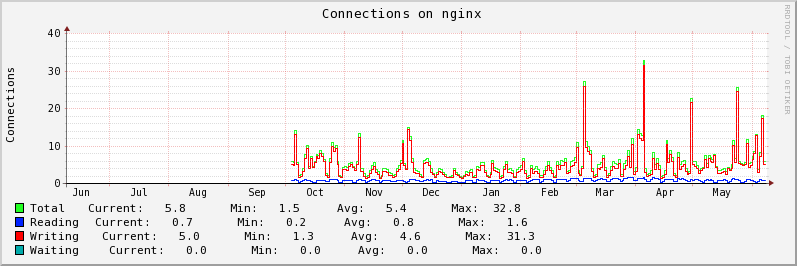 Connections on nginx
RRDTOOL / TOBI OETIKER
Connections
40
30
20
10
0
Jun Jul Aug Sep Oct Nov Dec Jan Feb Mar Apr May
Total Current: 5.8 Min: 1.5 Avg: 5.4 Max: 32.8
Reading Current: 0.7 Min: 0.2 Avg: 0.8 Max: 1.6
Writing Current: 5.0 Min: 1.3 Avg: 4.6 Max: 31.3
Waiting Current: 0.0 Min: 0.0 Avg: 0.0 Max: 0.0